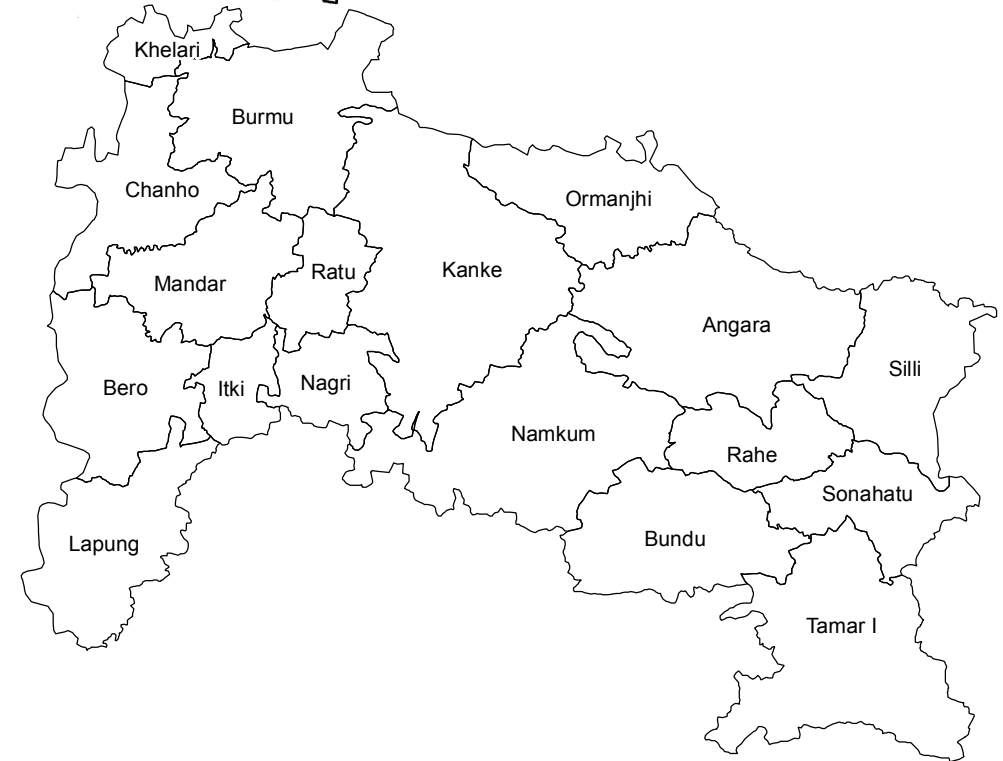 Khelari
Burmu
Chanho
Ormanjhi
Mandar
Ratu
Kanke
Angara
Silli
Bero
Itki
Nagri
Namkum
Rahe
Sonahatu
Lapung
Bundu
Tamar I